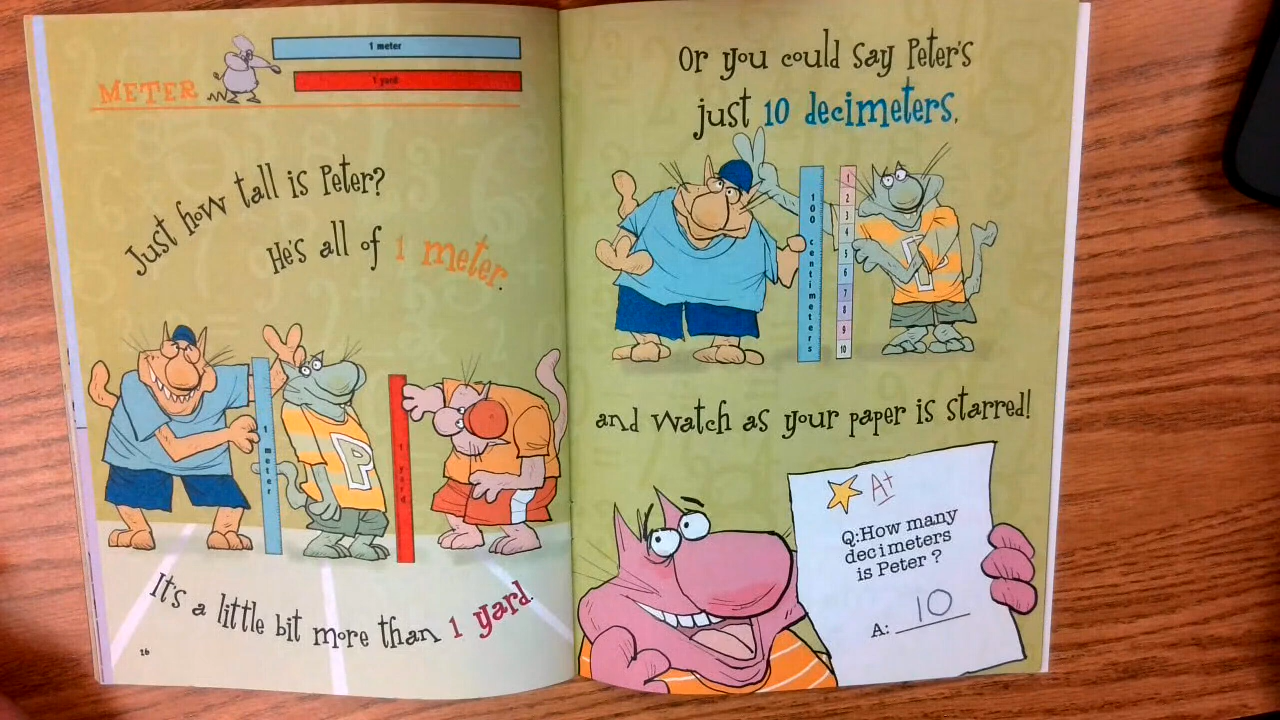 METER
1 meter
1 yard
Just how tall is Peter?
He's all of 1 meter.
1 meter
P
1 yard
It's a little bit more than 1 yard.
26
Or you could say Peter's
just 10 decimeters,
100 centimeters
1
2
3
4
5
6
7
8
9
10
P
and watch as your paper is starred!
A+
Q: How many
decimeters
is Peter?
A: 10